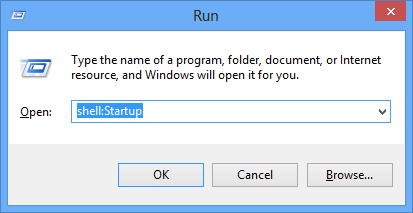 Run
Type the name of a program, folder, document, or Internet
resource, and Windows will open it for you.
Open: shell:Startup
OK Cancel Browse...